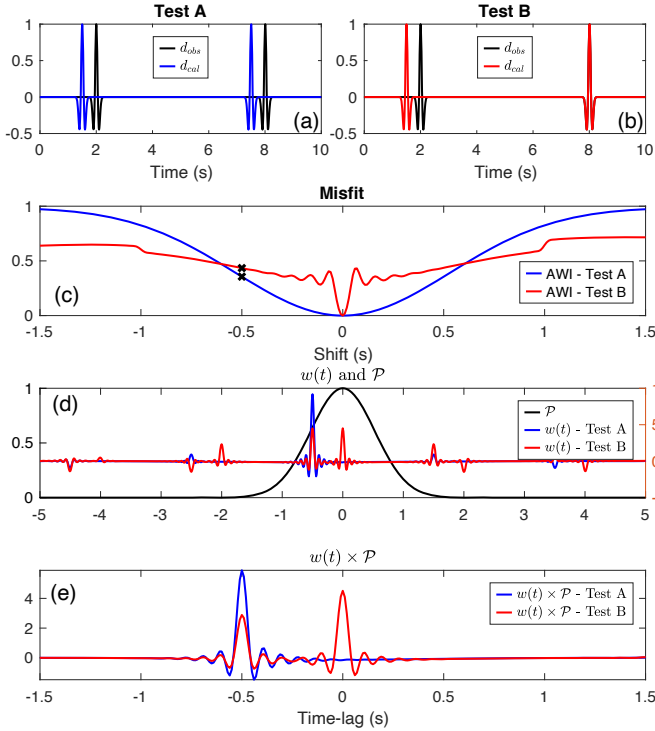 Test A
Test B
1
0.5
0
-0.5
d_obs
d_cal
(a)
0 2 4 6 8 10
Time (s)
1
0.5
0
-0.5
d_obs
d_cal
(b)
0 2 4 6 8 10
Time (s)
Misfit
1
0.5
0
(c)
AWI - Test A
AWI - Test B
-1.5 -1 -0.5 0 0.5 1 1.5
Shift (s)
w(t) and 𝒫
(d)
1
0.5
0
𝒫
w(t) - Test A
w(t) - Test B
5
-5 -4 -3 -2 -1 0 1 2 3 4 5
w(t) × 𝒫
(e)
4
2
0
w(t) × 𝒫 - Test A
w(t) × 𝒫 - Test B
-1.5 -1 -0.5 0 0.5 1 1.5
Time-lag (s)